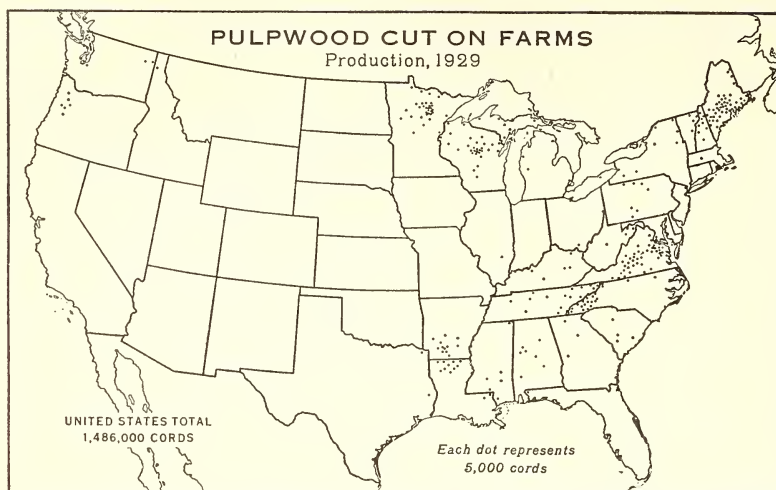 PULPWOOD CUT ON FARMS
Production, 1929
UNITED STATES TOTAL
1,486,000 CORDS
Each dot represents
5,000 cords